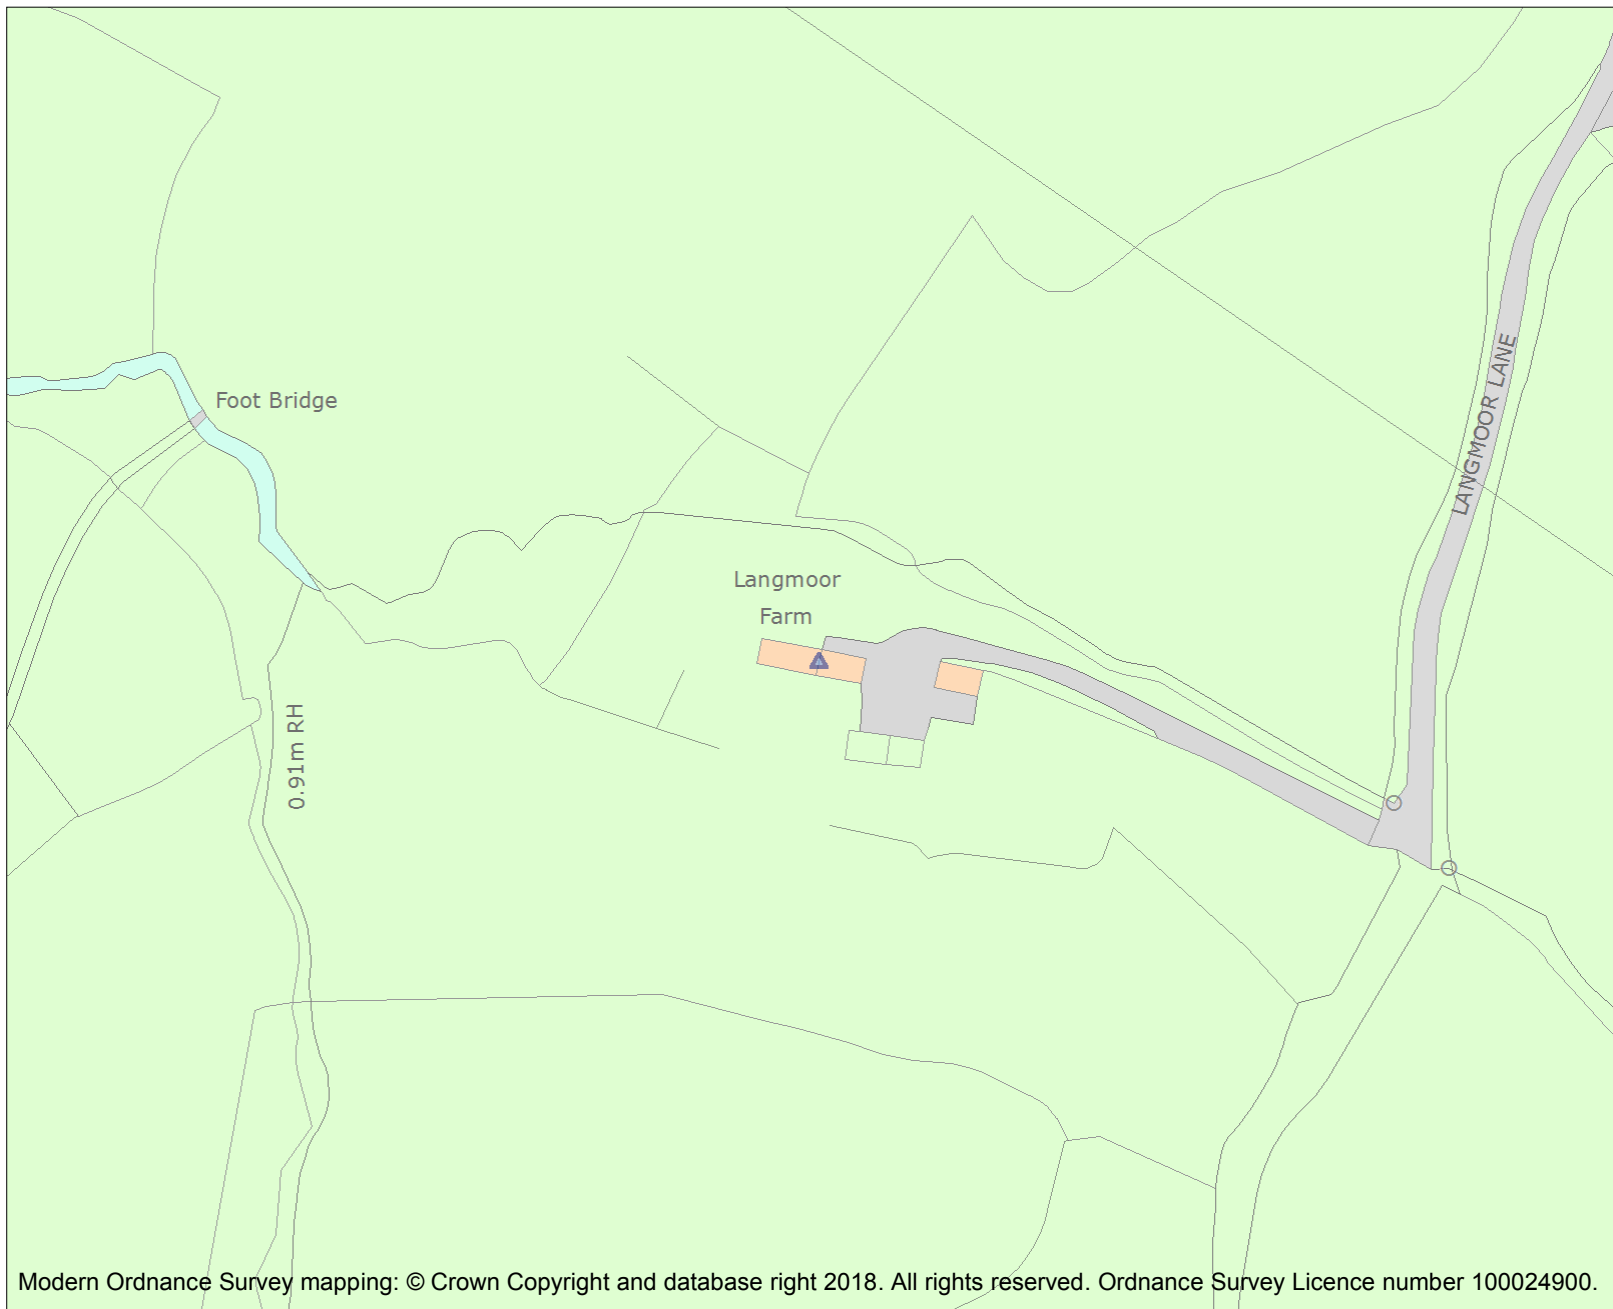 LANGMOOR LANE
Foot Bridge
Langmoor
Farm
0.91m RH
Modern Ordnance Survey mapping: © Crown Copyright and database right 2018. All rights reserved. Ordnance Survey Licence number 100024900.